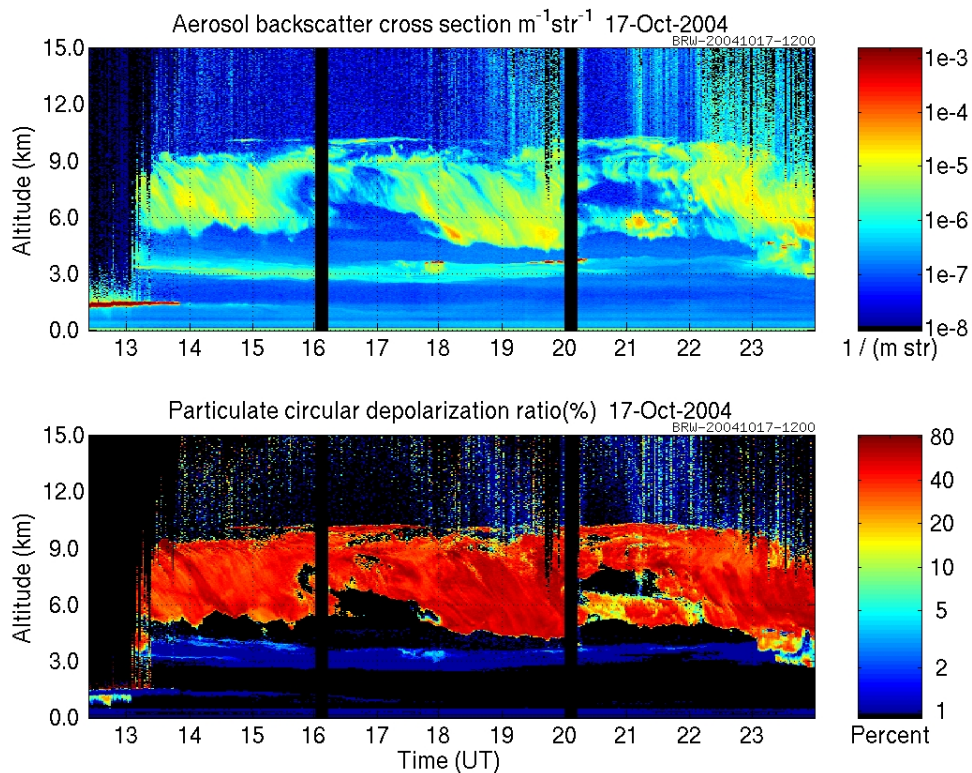 Aerosol backscatter cross section m⁻¹str⁻¹ 17-Oct-2004
BRW-20041017-1200
15.0
12.0
9.0
6.0
3.0
0.0
Altitude (km)
13 14 15 16 17 18 19 20 21 22 23
1e-3
1e-4
1e-5
1e-6
1e-7
1e-8
1 / (m str)
Particulate circular depolarization ratio(%) 17-Oct-2004
BRW-20041017-1200
15.0
12.0
9.0
6.0
3.0
0.0
Altitude (km)
13 14 15 16 17 18 19 20 21 22 23
Time (UT)
80
40
20
10
5
2
1
Percent